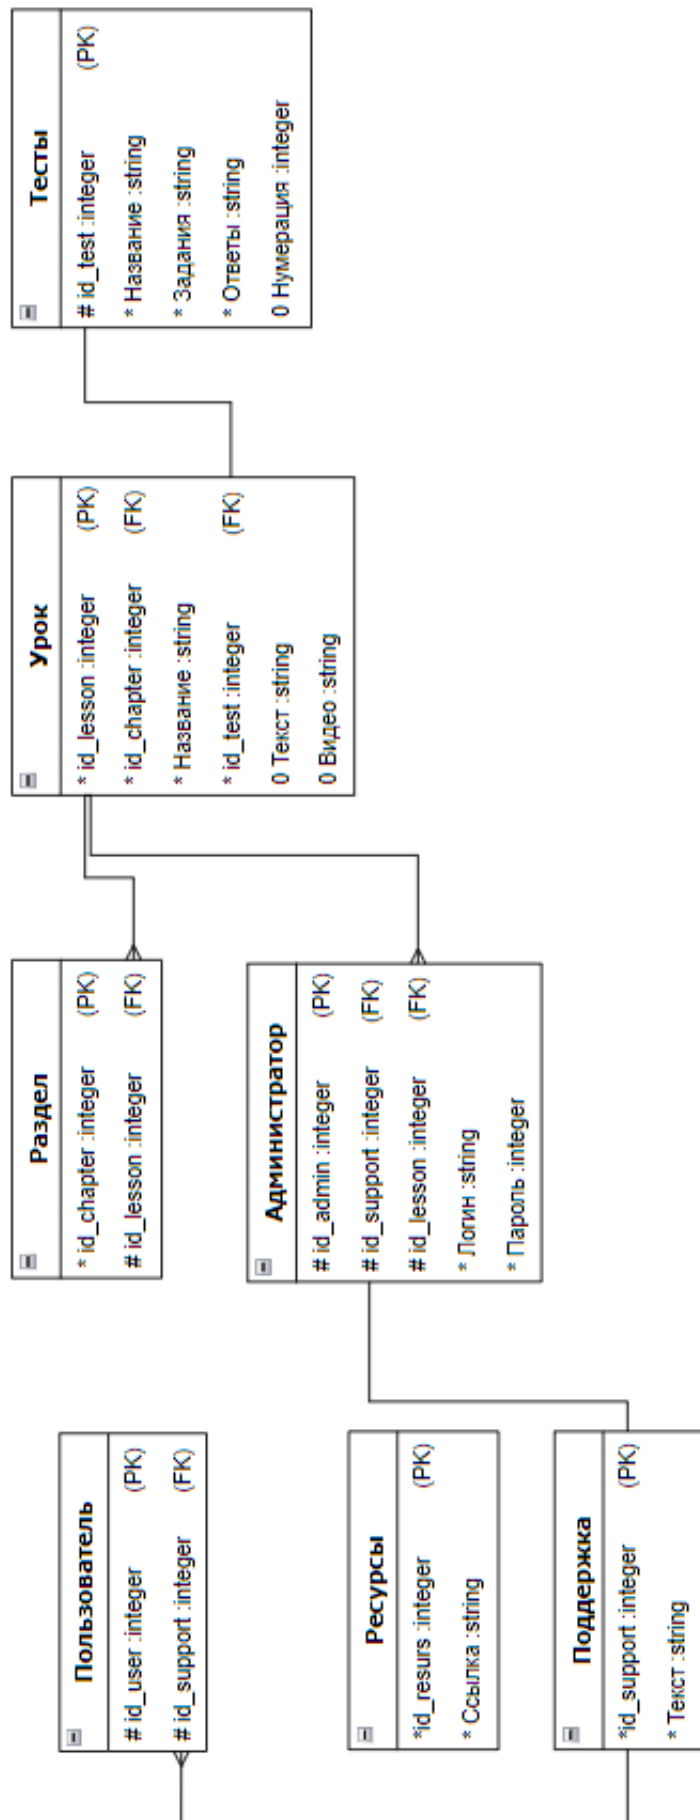 Пользователь
# id_user :integer (PK)
# id_support :integer (FK)
Раздел
* id_chapter :integer (PK)
# id_lesson :integer (FK)
Урок
* id_lesson :integer (PK)
* id_chapter :integer (FK)
* Название :string
* id_test :integer (FK)
0 Текст :string
0 Видео :string
Тесты
# id_test :integer (PK)
* Название :string
* Задания :string
* Ответы :string
0 Нумерация :integer
Ресурсы
*id_resurs :integer (PK)
* Ссылка :string
Администратор
# id_admin :integer (PK)
# id_support :integer (FK)
# id_lesson :integer (FK)
* Логин :string
* Пароль :integer
Поддержка
*id_support :integer (PK)
* Текст :string